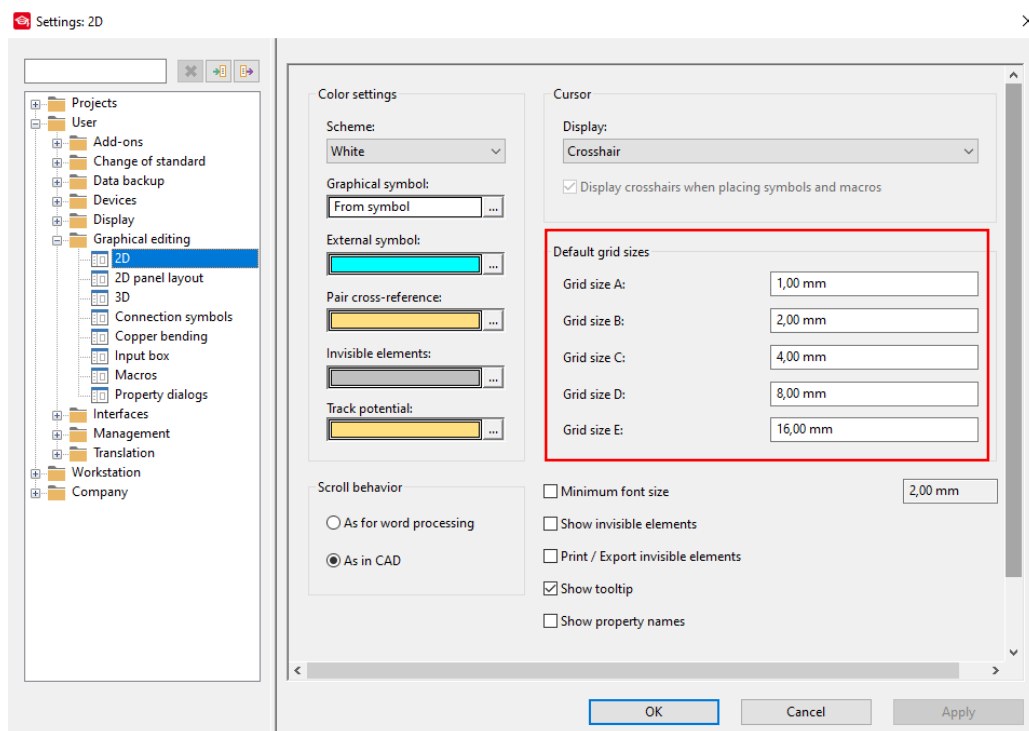 Settings: 2D
Projects
User
Add-ons
Change of standard
Data backup
Devices
Display
Graphical editing
2D
2D panel layout
3D
Connection symbols
Copper bending
Input box
Macros
Property dialogs
Interfaces
Management
Translation
Workstation
Company
Color settings
Scheme:
White
Graphical symbol:
From symbol
...
External symbol:
...
Pair cross-reference:
...
Invisible elements:
...
Track potential:
...
Scroll behavior
As for word processing
As in CAD
Cursor
Display:
Crosshair
Display crosshairs when placing symbols and macros
Default grid sizes
Grid size A: 1,00 mm
Grid size B: 2,00 mm
Grid size C: 4,00 mm
Grid size D: 8,00 mm
Grid size E: 16,00 mm
Minimum font size 2,00 mm
Show invisible elements
Print / Export invisible elements
Show tooltip
Show property names
OK Cancel Apply